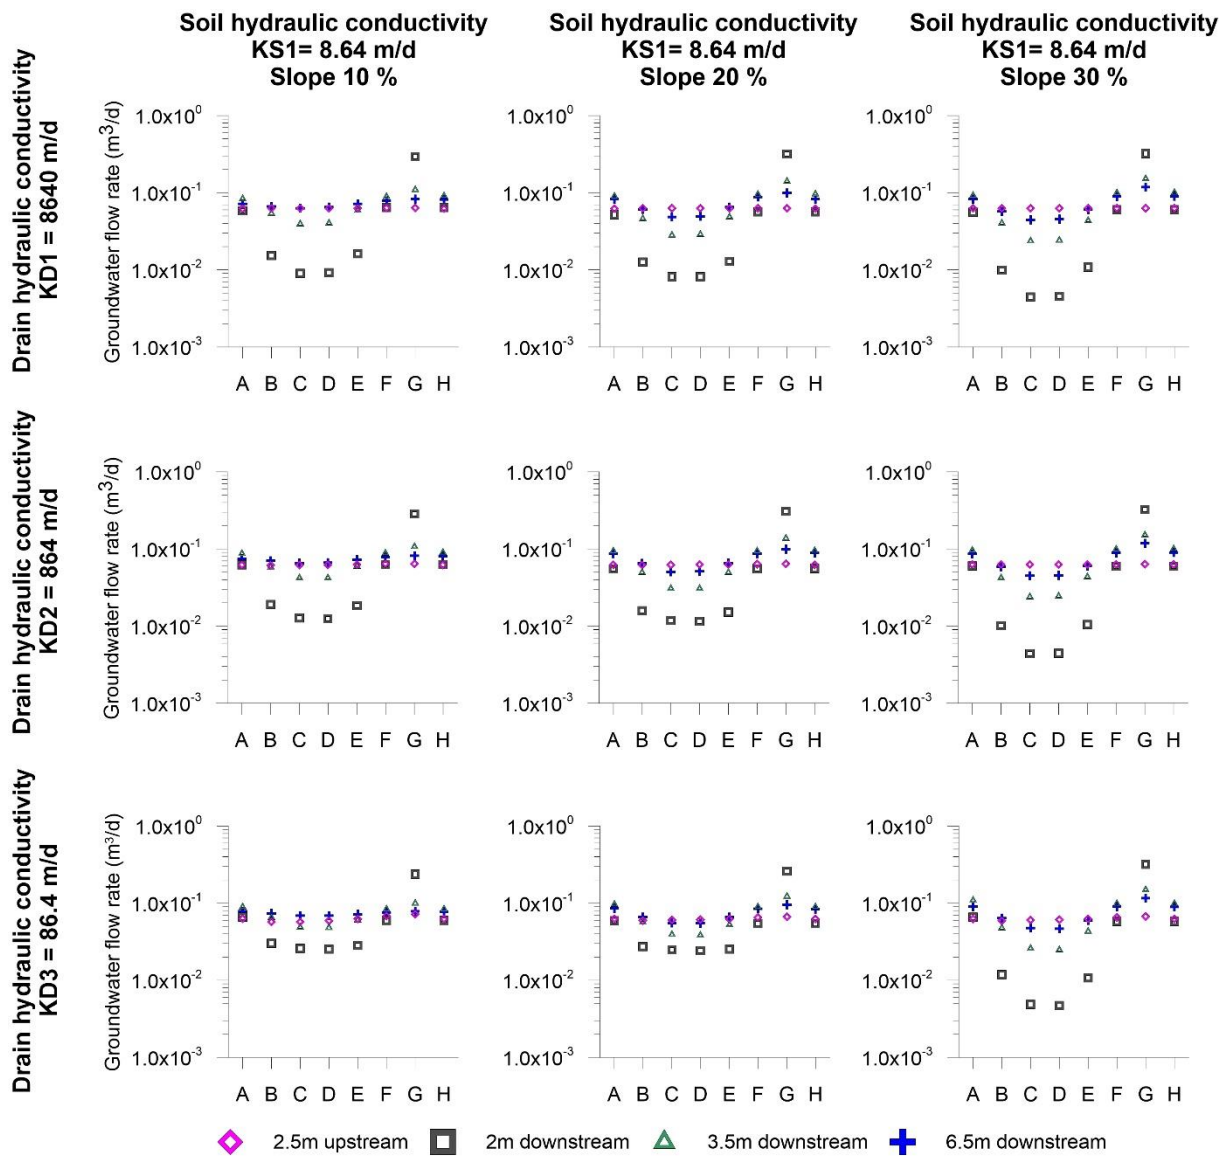 Soil hydraulic conductivity
KS1= 8.64 m/d
Slope 10 %
Soil hydraulic conductivity
KS1= 8.64 m/d
Slope 20 %
Soil hydraulic conductivity
KS1= 8.64 m/d
Slope 30 %
Drain hydraulic conductivity
KD1 = 8640 m/d
Groundwater flow rate (m³/d)
1.0x10⁰
1.0x10⁻¹
1.0x10⁻²
1.0x10⁻³
A B C D E F G H
1.0x10⁰
1.0x10⁻¹
1.0x10⁻²
1.0x10⁻³
A B C D E F G H
1.0x10⁰
1.0x10⁻¹
1.0x10⁻²
1.0x10⁻³
A B C D E F G H
Drain hydraulic conductivity
KD2 = 864 m/d
Groundwater flow rate (m³/d)
1.0x10⁰
1.0x10⁻¹
1.0x10⁻²
1.0x10⁻³
A B C D E F G H
1.0x10⁰
1.0x10⁻¹
1.0x10⁻²
1.0x10⁻³
A B C D E F G H
1.0x10⁰
1.0x10⁻¹
1.0x10⁻²
1.0x10⁻³
A B C D E F G H
Drain hydraulic conductivity
KD3 = 86.4 m/d
Groundwater flow rate (m³/d)
1.0x10⁰
1.0x10⁻¹
1.0x10⁻²
1.0x10⁻³
A B C D E F G H
1.0x10⁰
1.0x10⁻¹
1.0x10⁻²
1.0x10⁻³
A B C D E F G H
1.0x10⁰
1.0x10⁻¹
1.0x10⁻²
1.0x10⁻³
A B C D E F G H
2.5m upstream 2m downstream 3.5m downstream 6.5m downstream